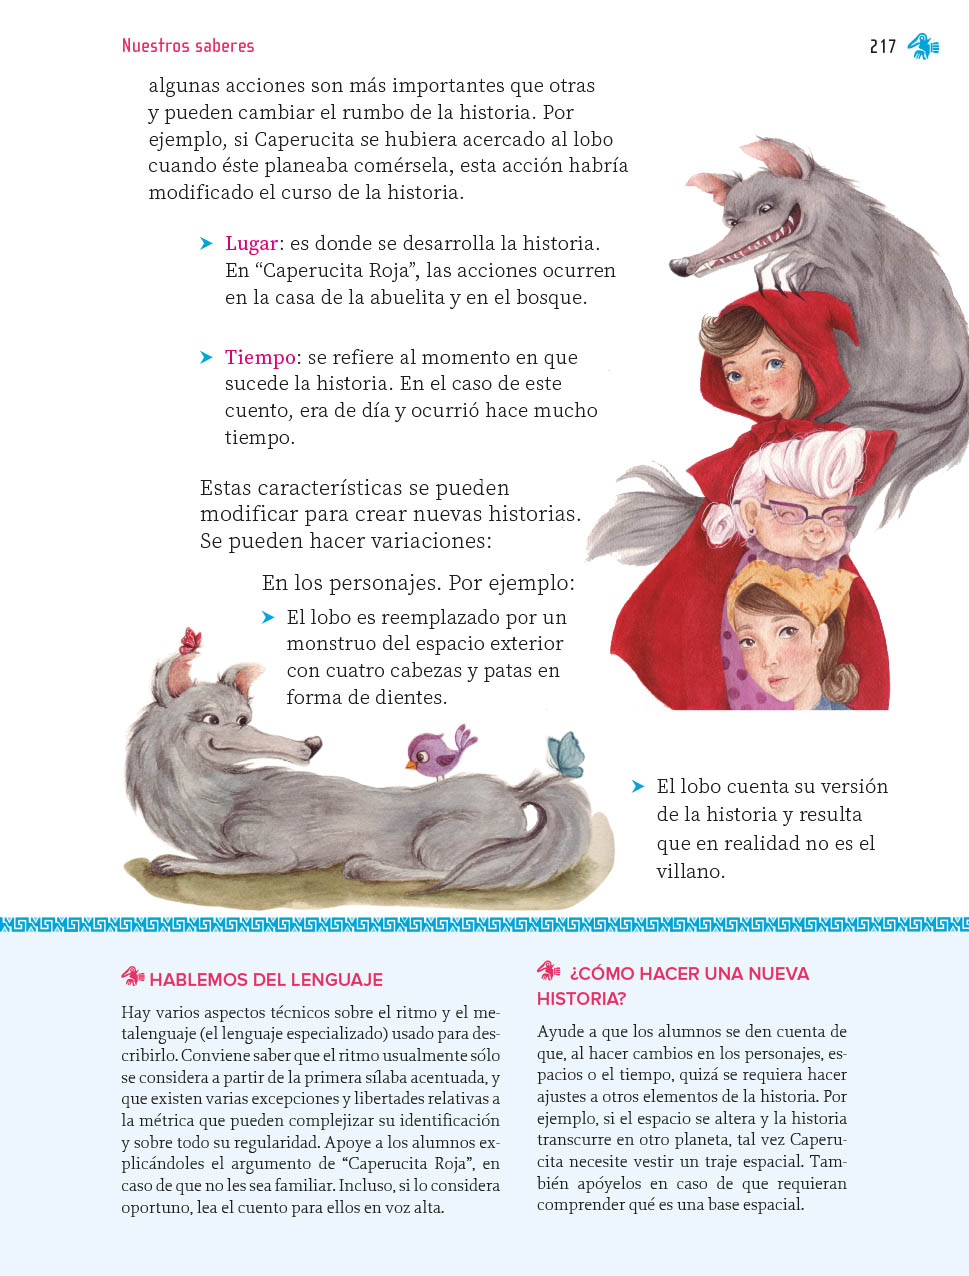 Nuestros saberes
217
algunas acciones son más importantes que otras
y pueden cambiar el rumbo de la historia. Por
ejemplo, si Caperucita se hubiera acercado al lobo
cuando éste planeaba comérsela, esta acción habría
modificado el curso de la historia.
Lugar: es donde se desarrolla la historia.
En “Caperucita Roja”, las acciones ocurren
en la casa de la abuelita y en el bosque.
Tiempo: se refiere al momento en que
sucede la historia. En el caso de este
cuento, era de día y ocurrió hace mucho
tiempo.
Estas características se pueden
modificar para crear nuevas historias.
Se pueden hacer variaciones:
En los personajes. Por ejemplo:
El lobo es reemplazado por un
monstruo del espacio exterior
con cuatro cabezas y patas en
forma de dientes.
El lobo cuenta su versión
de la historia y resulta
que en realidad no es el
villano.
HABLEMOS DEL LENGUAJE
Hay varios aspectos técnicos sobre el ritmo y el me-
talenguaje (el lenguaje especializado) usado para des-
cribirlo. Conviene saber que el ritmo usualmente sólo
se considera a partir de la primera sílaba acentuada, y
que existen varias excepciones y libertades relativas a
la métrica que pueden complejizar su identificación
y sobre todo su regularidad. Apoye a los alumnos ex-
plicándoles el argumento de “Caperucita Roja”, en
caso de que no les sea familiar. Incluso, si lo considera
oportuno, lea el cuento para ellos en voz alta.
¿CÓMO HACER UNA NUEVA
HISTORIA?
Ayude a que los alumnos se den cuenta de
que, al hacer cambios en los personajes, es-
pacios o el tiempo, quizá se requiera hacer
ajustes a otros elementos de la historia. Por
ejemplo, si el espacio se altera y la historia
transcurre en otro planeta, tal vez Caperu-
cita necesite vestir un traje espacial. Tam-
bién apóyelos en caso de que requieran
comprender qué es una base espacial.